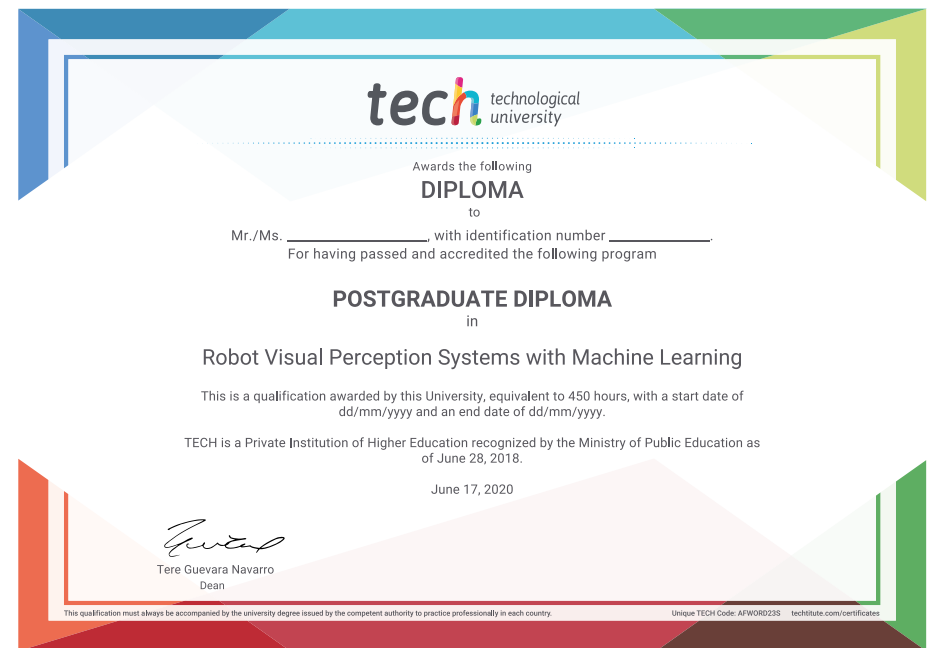 tech technological
university
Awards the following
DIPLOMA
to
Mr./Ms. ____________________, with identification number ______________.
For having passed and accredited the following program
POSTGRADUATE DIPLOMA
in
Robot Visual Perception Systems with Machine Learning
This is a qualification awarded by this University, equivalent to 450 hours, with a start date of
dd/mm/yyyy and an end date of dd/mm/yyyy.
TECH is a Private Institution of Higher Education recognized by the Ministry of Public Education as
of June 28, 2018.
June 17, 2020
Tere Guevara Navarro
Dean
This qualification must always be accompanied by the university degree issued by the competent authority to practice professionally in each country. Unique TECH Code: AFWORD23S techtitute.com/certificates